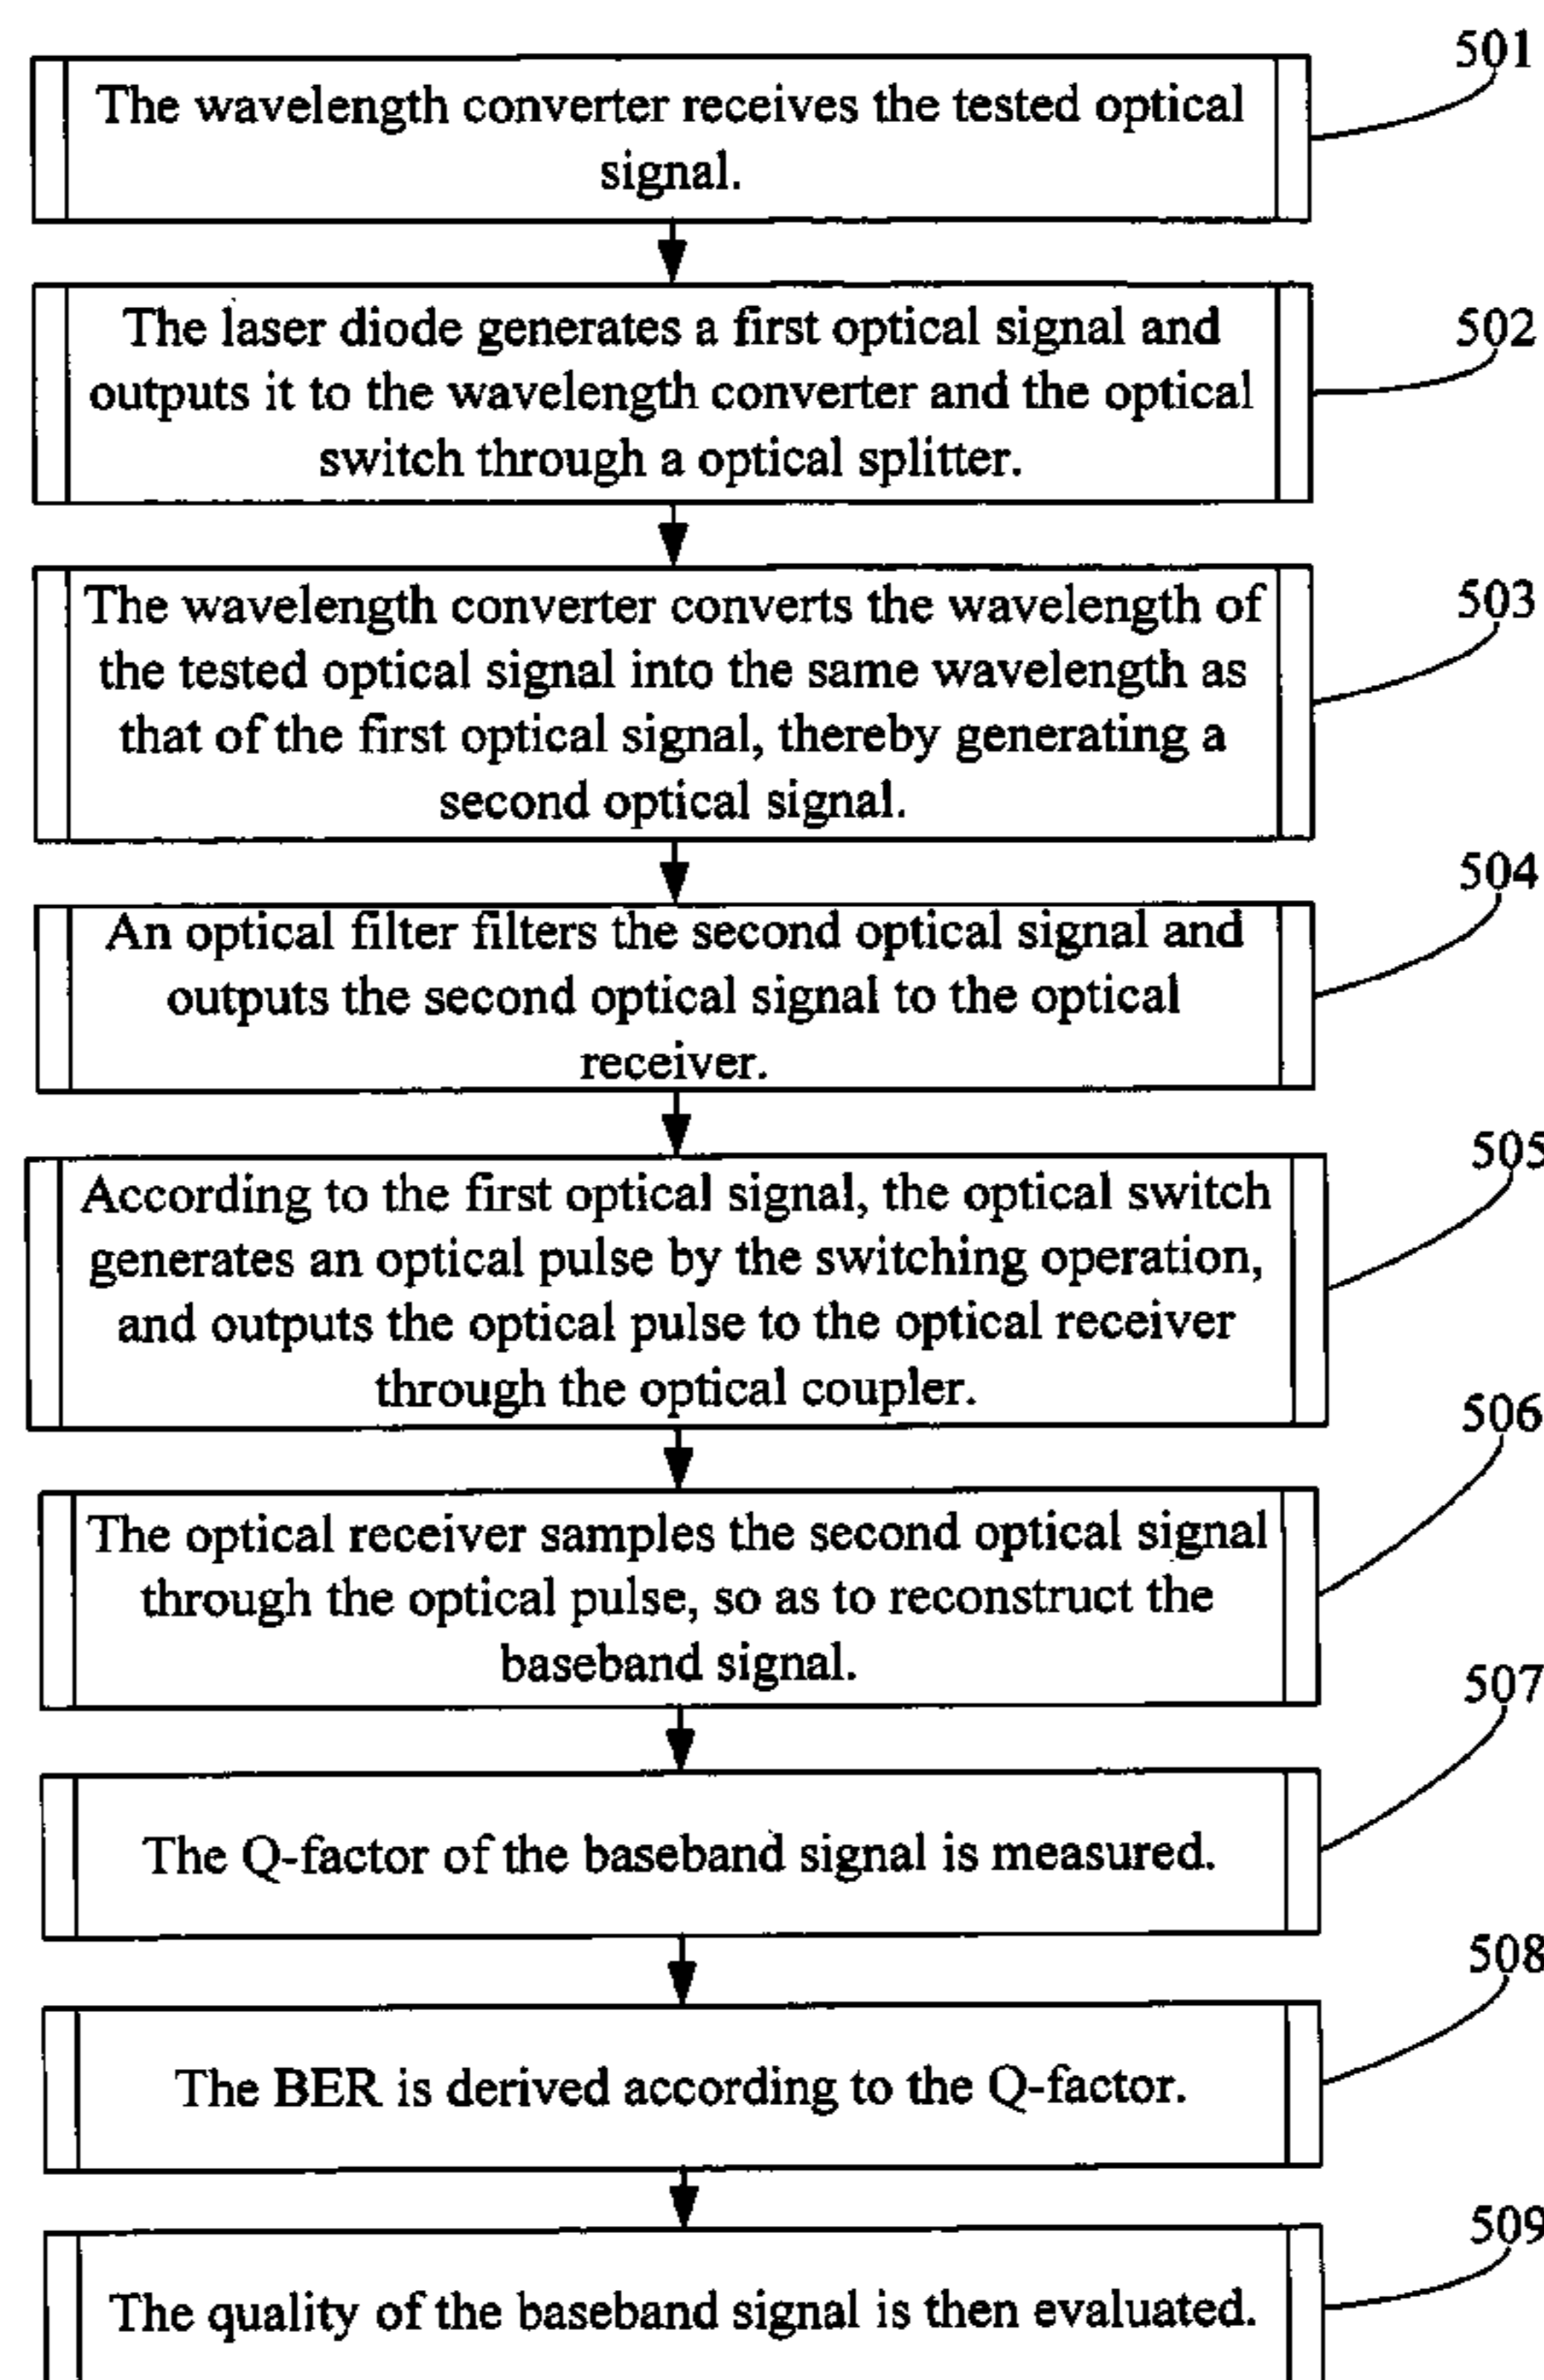 501
The wavelength converter receives the tested optical
signal.
502
The laser diode generates a first optical signal and
outputs it to the wavelength converter and the optical
switch through a optical splitter.
503
The wavelength converter converts the wavelength of
the tested optical signal into the same wavelength as
that of the first optical signal, thereby generating a
second optical signal.
504
An optical filter filters the second optical signal and
outputs the second optical signal to the optical
receiver.
505
According to the first optical signal, the optical switch
generates an optical pulse by the switching operation,
and outputs the optical pulse to the optical receiver
through the optical coupler.
506
The optical receiver samples the second optical signal
through the optical pulse, so as to reconstruct the
baseband signal.
507
The Q-factor of the baseband signal is measured.
508
The BER is derived according to the Q-factor.
509
The quality of the baseband signal is then evaluated.